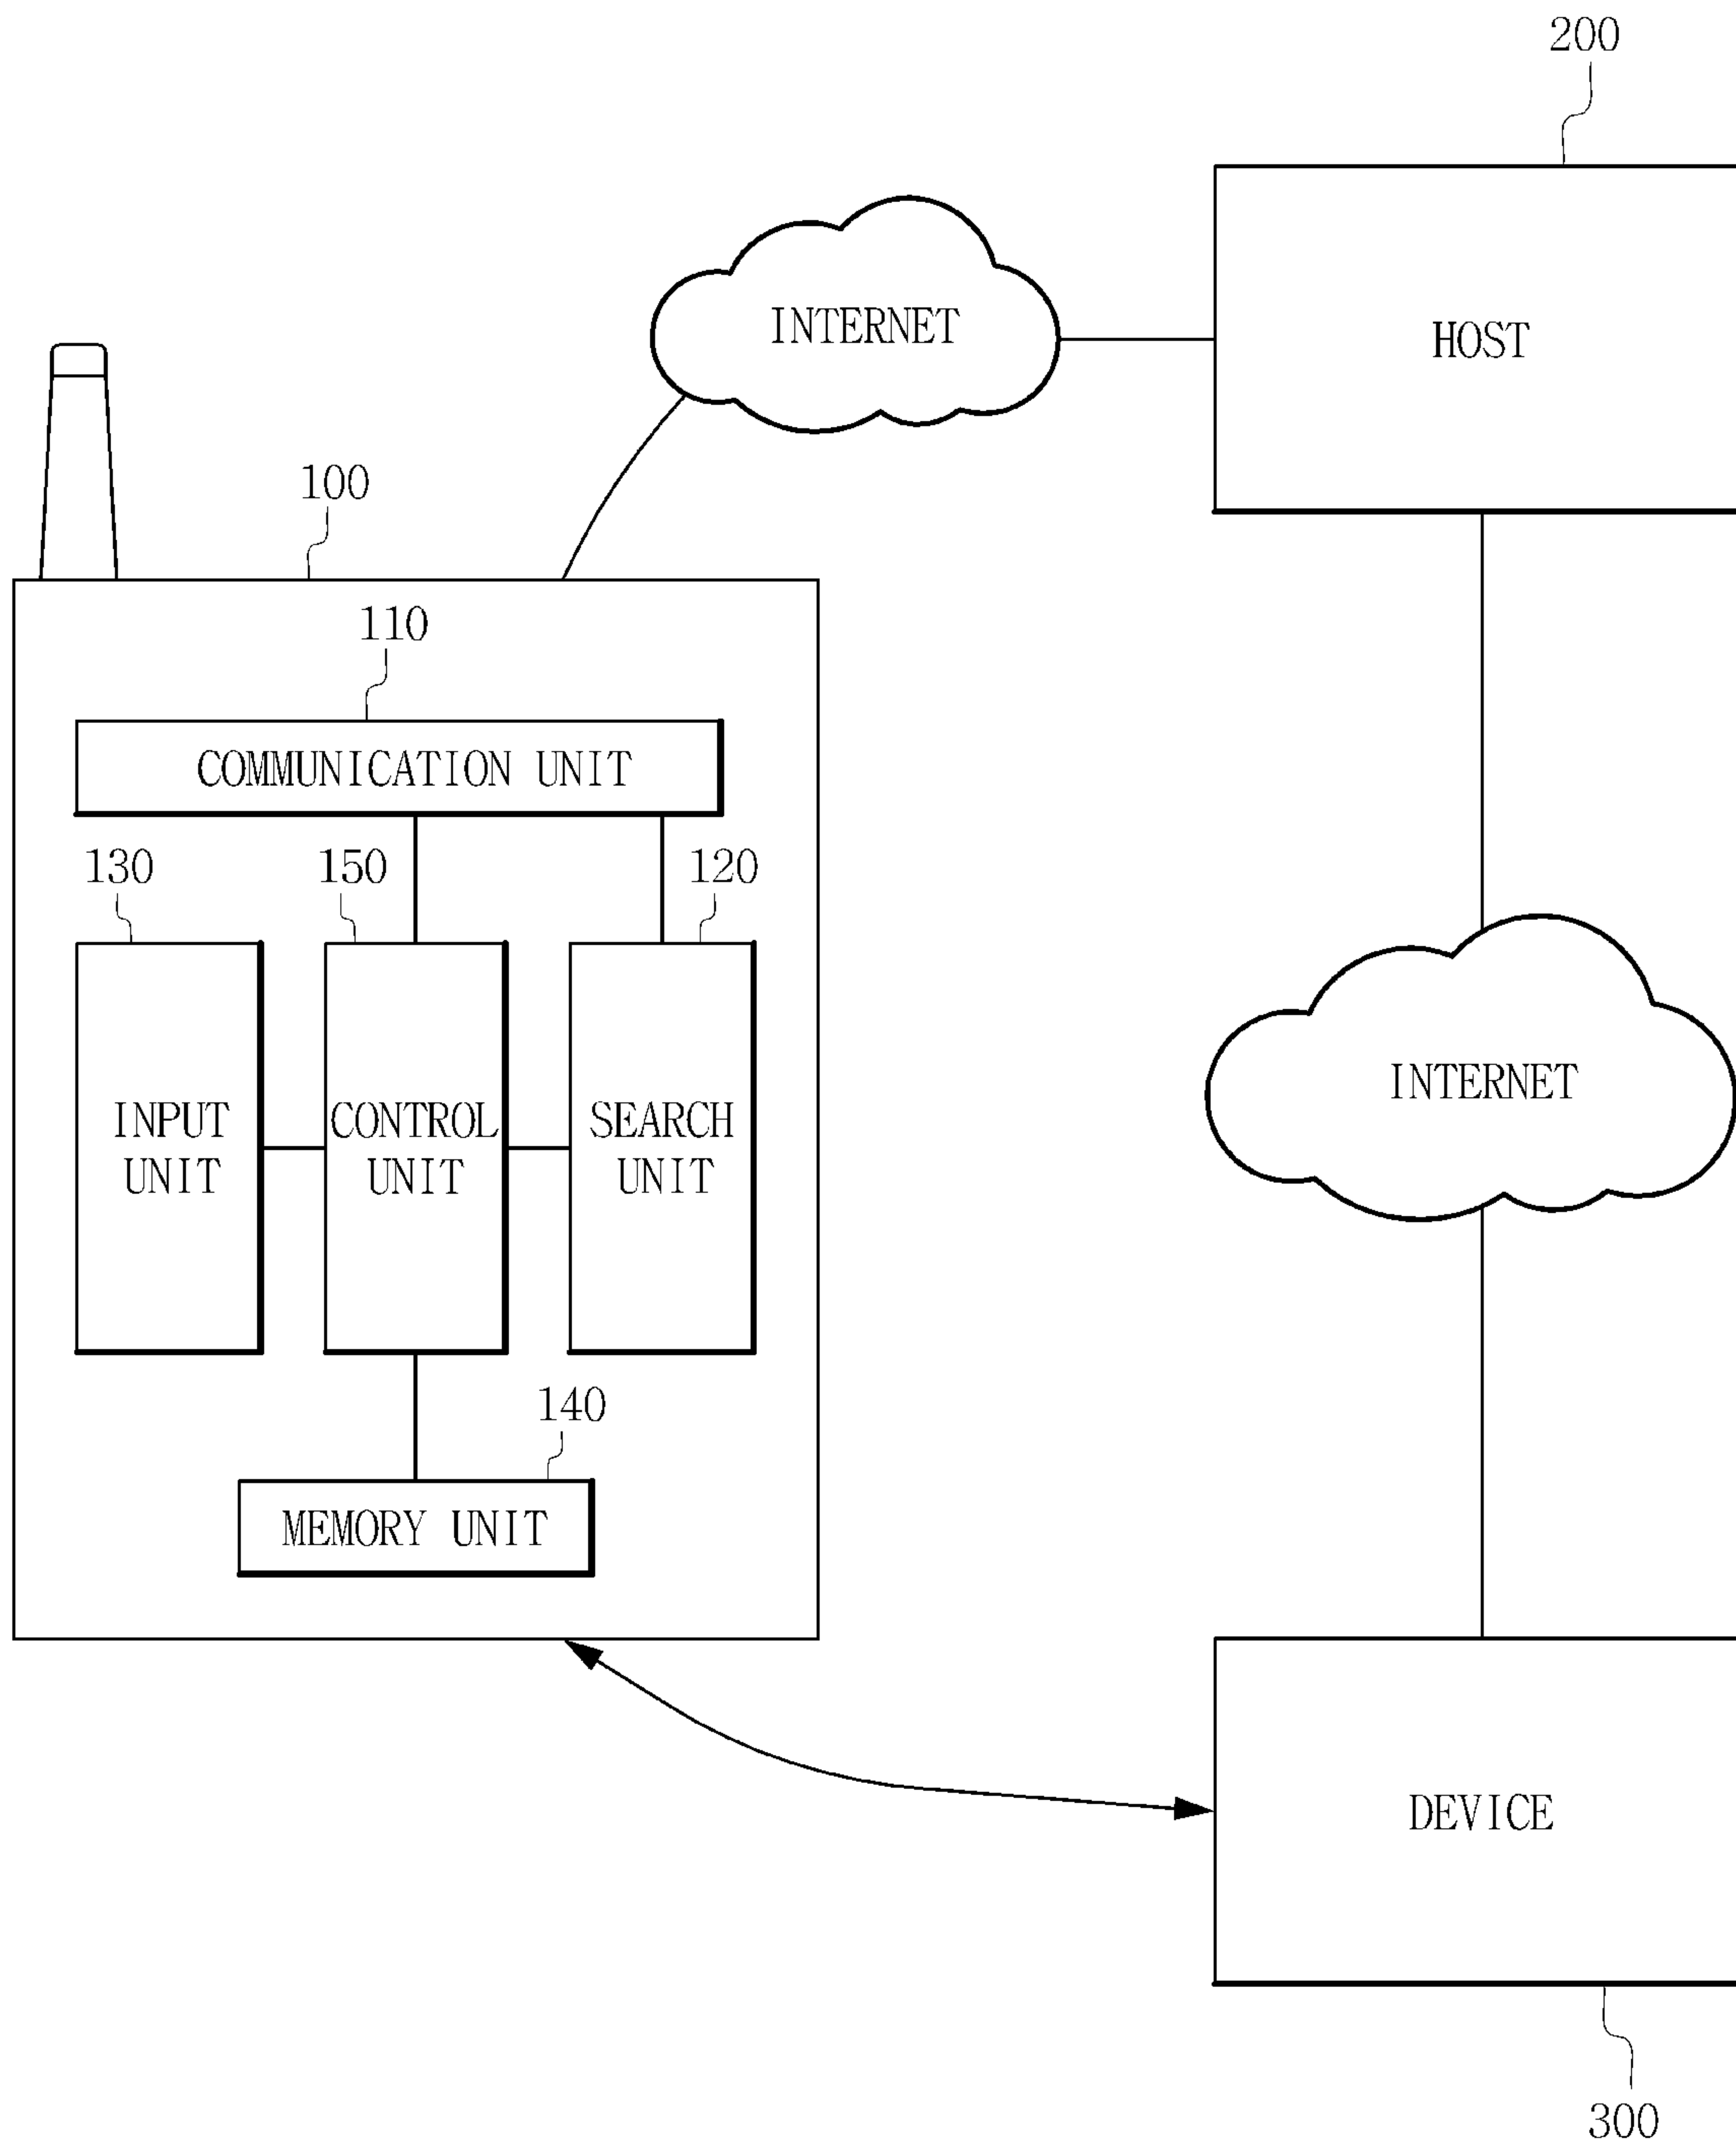 200
INTERNET
HOST
100
110
COMMUNICATION UNIT
130
150
120
INPUT
UNIT
CONTROL
UNIT
SEARCH
UNIT
INTERNET
140
MEMORY UNIT
DEVICE
300